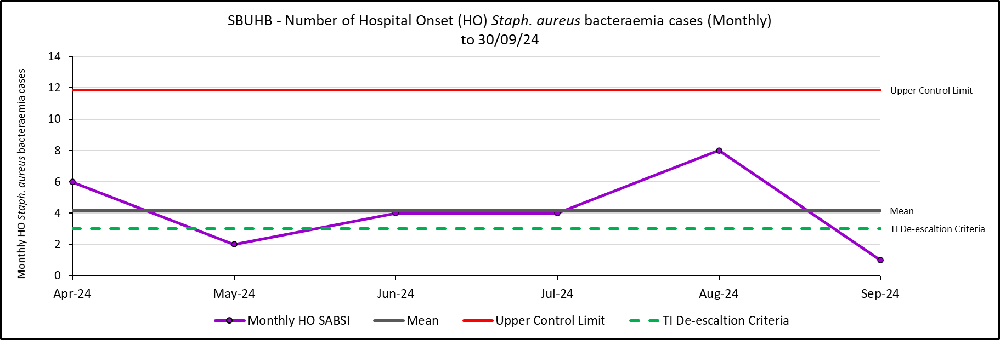 SBUHB - Number of Hospital Onset (HO) Staph. aureus bacteraemia cases (Monthly)
to 30/09/24
Monthly HO Staph. aureus bacteraemia cases
14
12
10
8
6
4
2
0
Upper Control Limit
Mean
TI De-escaltion Criteria
Apr-24
May-24
Jun-24
Jul-24
Aug-24
Sep-24
Monthly HO SABSI
Mean
Upper Control Limit
TI De-escaltion Criteria